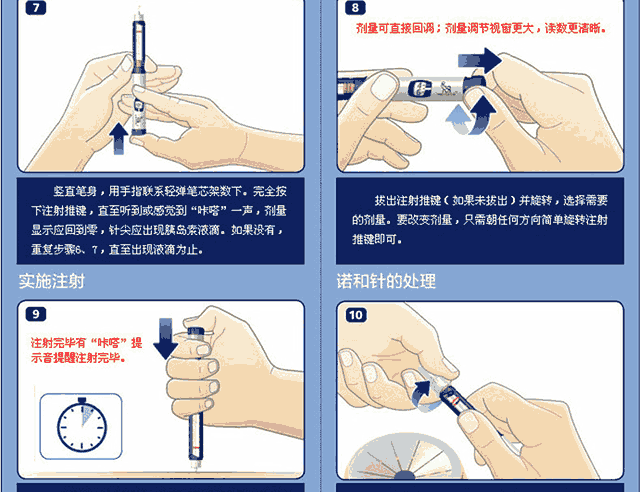 7
竖直笔身，用手指联系轻弹笔芯架数下。完全按
下注射推键，直至听到或感觉到“咔嗒”一声，剂量
显示应回到零，针尖应出现胰岛素液滴。如果没有，
重复步骤6、7，直至出现液滴为止。
8
剂量可直接回调；剂量调节视窗更大，读数更清晰。
拔出注射推键（如果未拔出）并旋转，选择需要
的剂量。要改变剂量，只需朝任何方向简单旋转注射
推键即可。
实施注射
9
注射完毕有“咔嗒”提
示音提醒注射完毕。
诺和针的处理
10